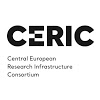 CERIC
Central European
Research Infrastructure
Consortium